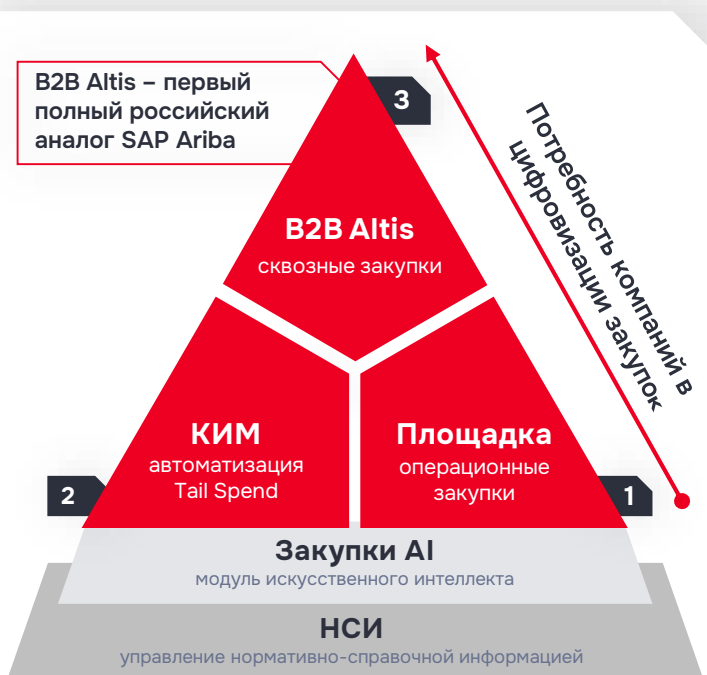 B2B Altis – первый
полный российский
аналог SAP Ariba
3
Потребность компаний в
цифровизации закупок
B2B Altis
сквозные закупки
КИМ
автоматизация
Tail Spend
2
Площадка
операционные
закупки
1
Закупки AI
модуль искусственного интеллекта
НСИ
управление нормативно-справочной информацией